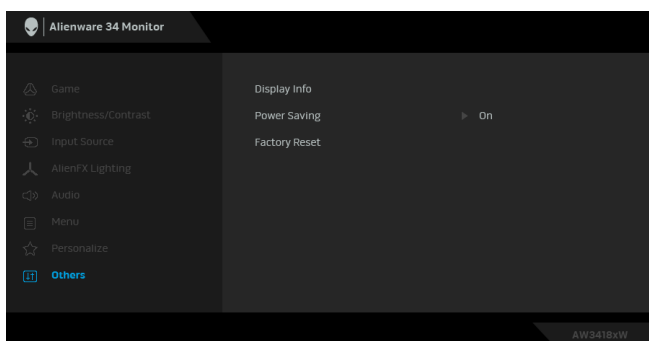 Alienware 34 Monitor
Game
Display Info
Brightness/Contrast
Power Saving On
Input Source
Factory Reset
AlienFX Lighting
Audio
Menu
Personalize
Others
AW3418xW